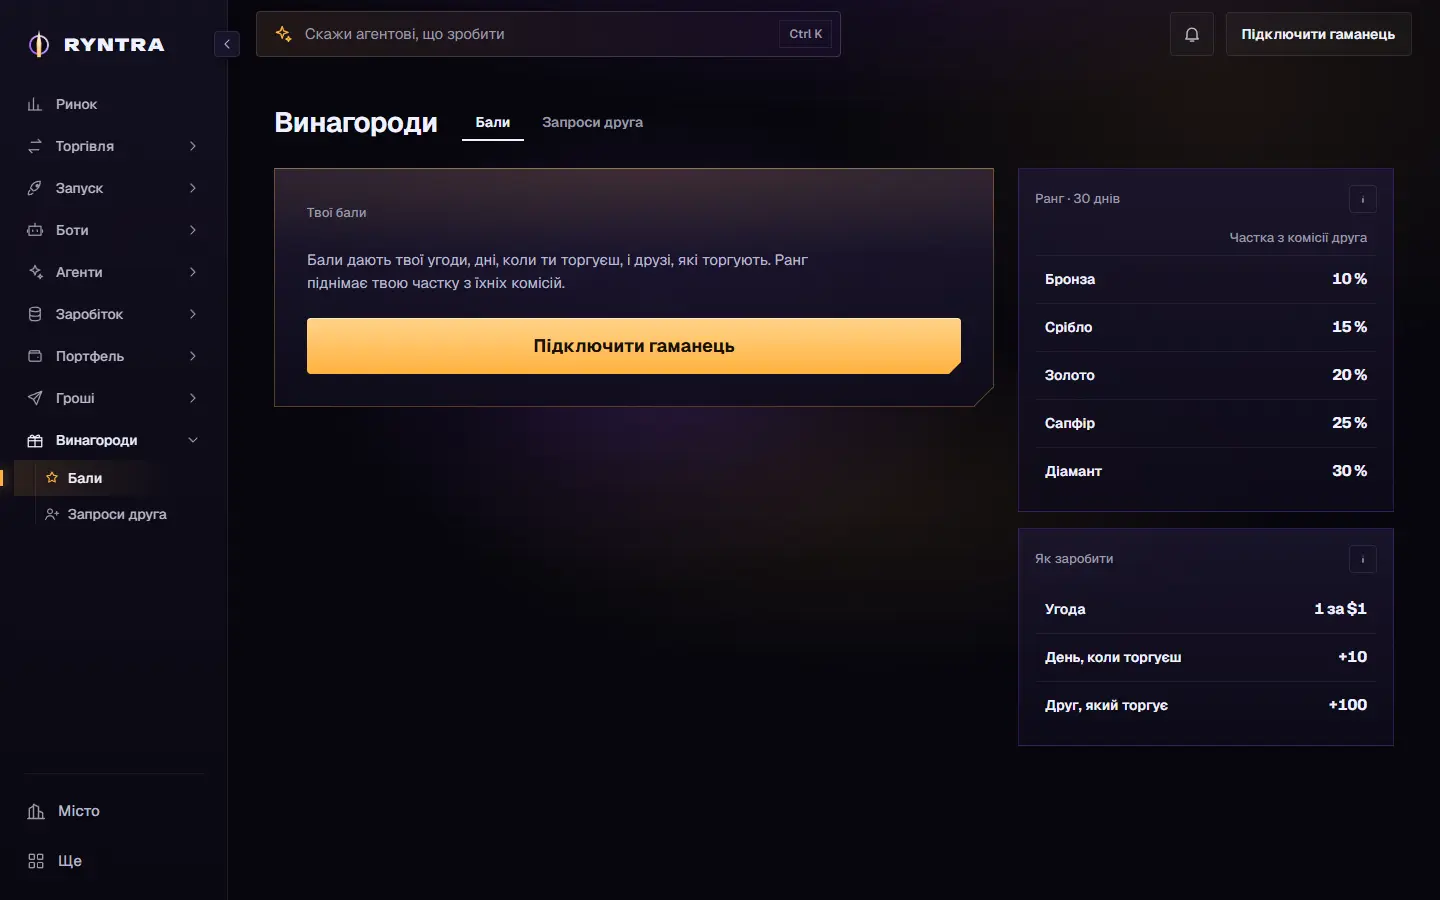 RYNTRA
Скажи агентові, що зробити
Ctrl K
Підключити гаманець
Ринок
Торгівля
Запуск
Боти
Агенти
Заробіток
Портфель
Гроші
Винагороди
Бали
Запроси друга
Місто
Ще
Винагороди
Бали
Запроси друга
Твої бали
Бали дають твої угоди, дні, коли ти торгуєш, і друзі, які торгують. Ранг
піднімає твою частку з їхніх комісій.
Підключити гаманець
Ранг · 30 днів
i
Частка з комісії друга
Бронза 10 %
Срібло 15 %
Золото 20 %
Сапфір 25 %
Діамант 30 %
Як заробити
i
Угода 1 за $1
День, коли торгуєш +10
Друг, який торгує +100